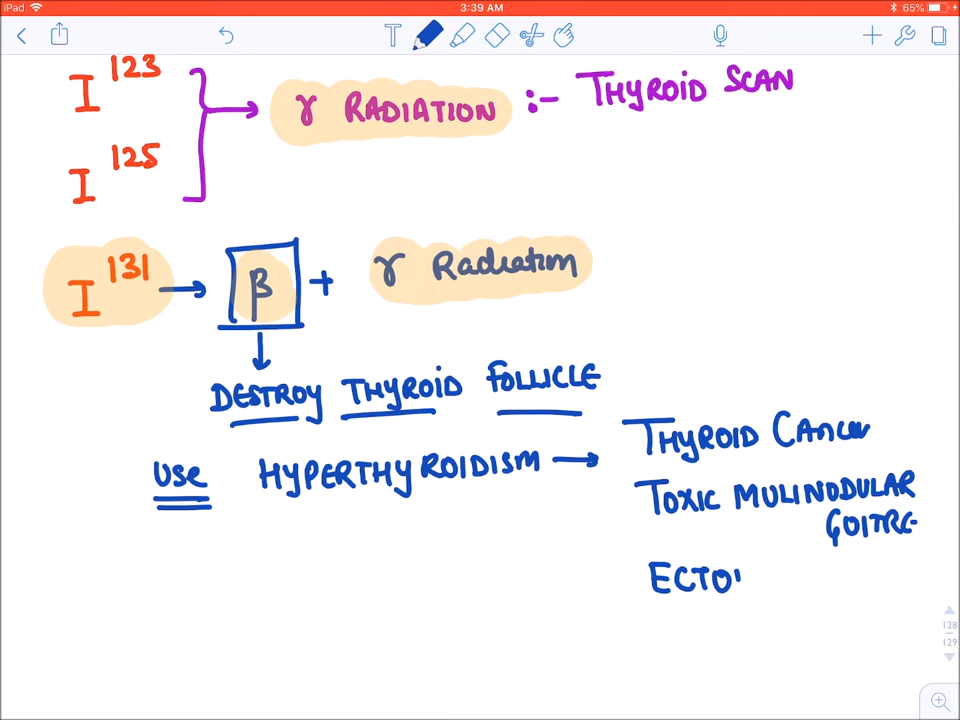 iPad 3:39 AM 65%
T
I 123
γ RADIATION :- THYROID SCAN
I 125
I 131 → β + γ Radiation
DESTROY THYROID FOLLICLE
USE HYPERTHYROIDISM → THYROID CANCER
TOXIC MULINODULAR
GOITRE
ECTO
128
129